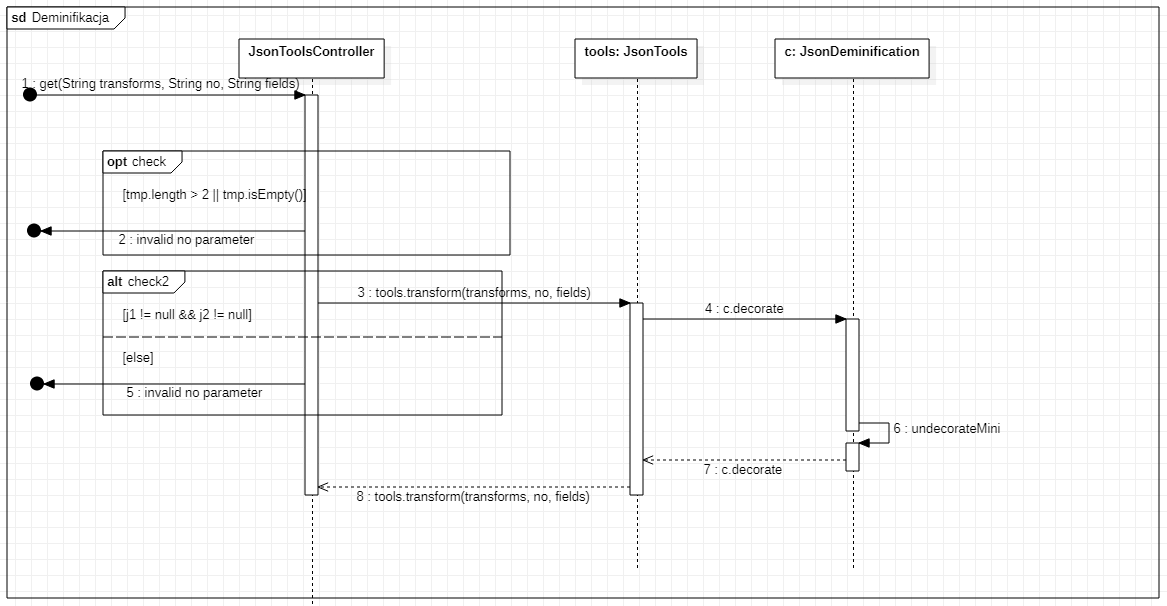 sd Deminifikacja
JsonToolsController
tools: JsonTools
c: JsonDeminification
1 : get(String transforms, String no, String fields)
opt check
[tmp.length > 2 || tmp.isEmpty()]
2 : invalid no parameter
alt check2
3 : tools.transform(transforms, no, fields)
4 : c.decorate
[j1 != null && j2 != null]
[else]
5 : invalid no parameter
6 : undecorateMini
7 : c.decorate
8 : tools.transform(transforms, no, fields)